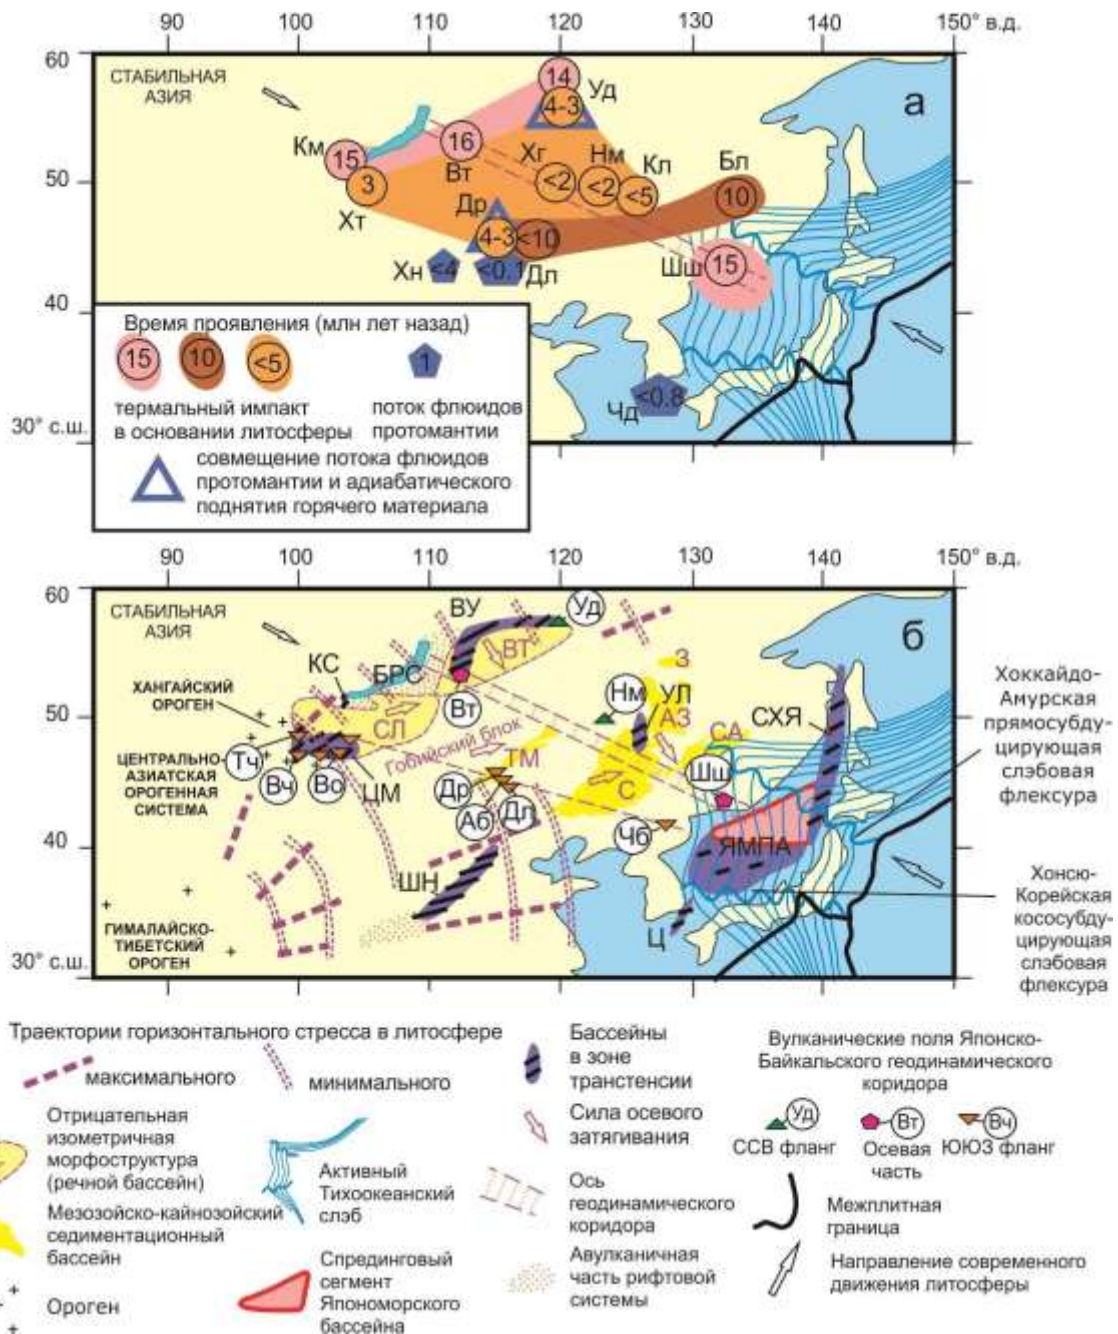 90 100 110 120 130 140 150° в.д.
60
50
40
30° с.ш.
СТАБИЛЬНАЯ
АЗИЯ
а
14
Уд
4-3
Км
15
16
Вт
Хг
Нм
Кл
Бл
3
<2
<2
<5
10
Хт
Др
4-3
<10
Шш
15
Хн
<4
<0.1
Дл
<0.8
Чд
Время проявления (млн лет назад)
15 10 <5 1
термальный импакт
в основании литосферы
поток флюидов
протомантии
совмещение потока флюидов
протомантии и адиабатического
поднятия горячего материала
90 100 110 120 130 140 150° в.д.
60
50
40
30° с.ш.
СТАБИЛЬНАЯ
АЗИЯ
б
ВУ
Уд
ВТ
КС
БРС
З
ХАНГАЙСКИЙ
ОРОГЕН
Вт
Нм
УЛ
АЗ
СХЯ
СЛ
СА
Гобийский блок
Тч
ЦЕНТРАЛЬНО-
АЗИАТСКАЯ
ОРОГЕННАЯ
СИСТЕМА
Вч
Во
ЦМ
ТМ
Др
Шш
С
Аб
Дл
Чб
ЯМПА
ШН
Ц
ГИМАЛАЙСКО-
ТИБЕТСКИЙ
ОРОГЕН
Хоккайдо-
Амурская
прямосубду-
цирующая
слэбовая
флексура
Хонсю-
Корейская
кососубду-
цирующая
слэбовая
флексура
Траектории горизонтального стресса в литосфере
максимального
минимального
Отрицательная
изометричная
морфоструктура
(речной бассейн)
Мезозойско-кайнозойский
седиментационный
бассейн
Ороген
Активный
Тихоокеанский
слэб
Спрединговый
сегмент
Япономорского
бассейна
Бассейны
в зоне
транстенсии
Сила осевого
затягивания
Ось
геодинамического
коридора
Авулканичная
часть рифтовой
системы
Вулканические поля Японско-
Байкальского геодинамического
коридора
Уд
Вт
Вч
ССВ фланг
Осевая
часть
ЮЮЗ фланг
Межплитная
граница
Направление современного
движения литосферы